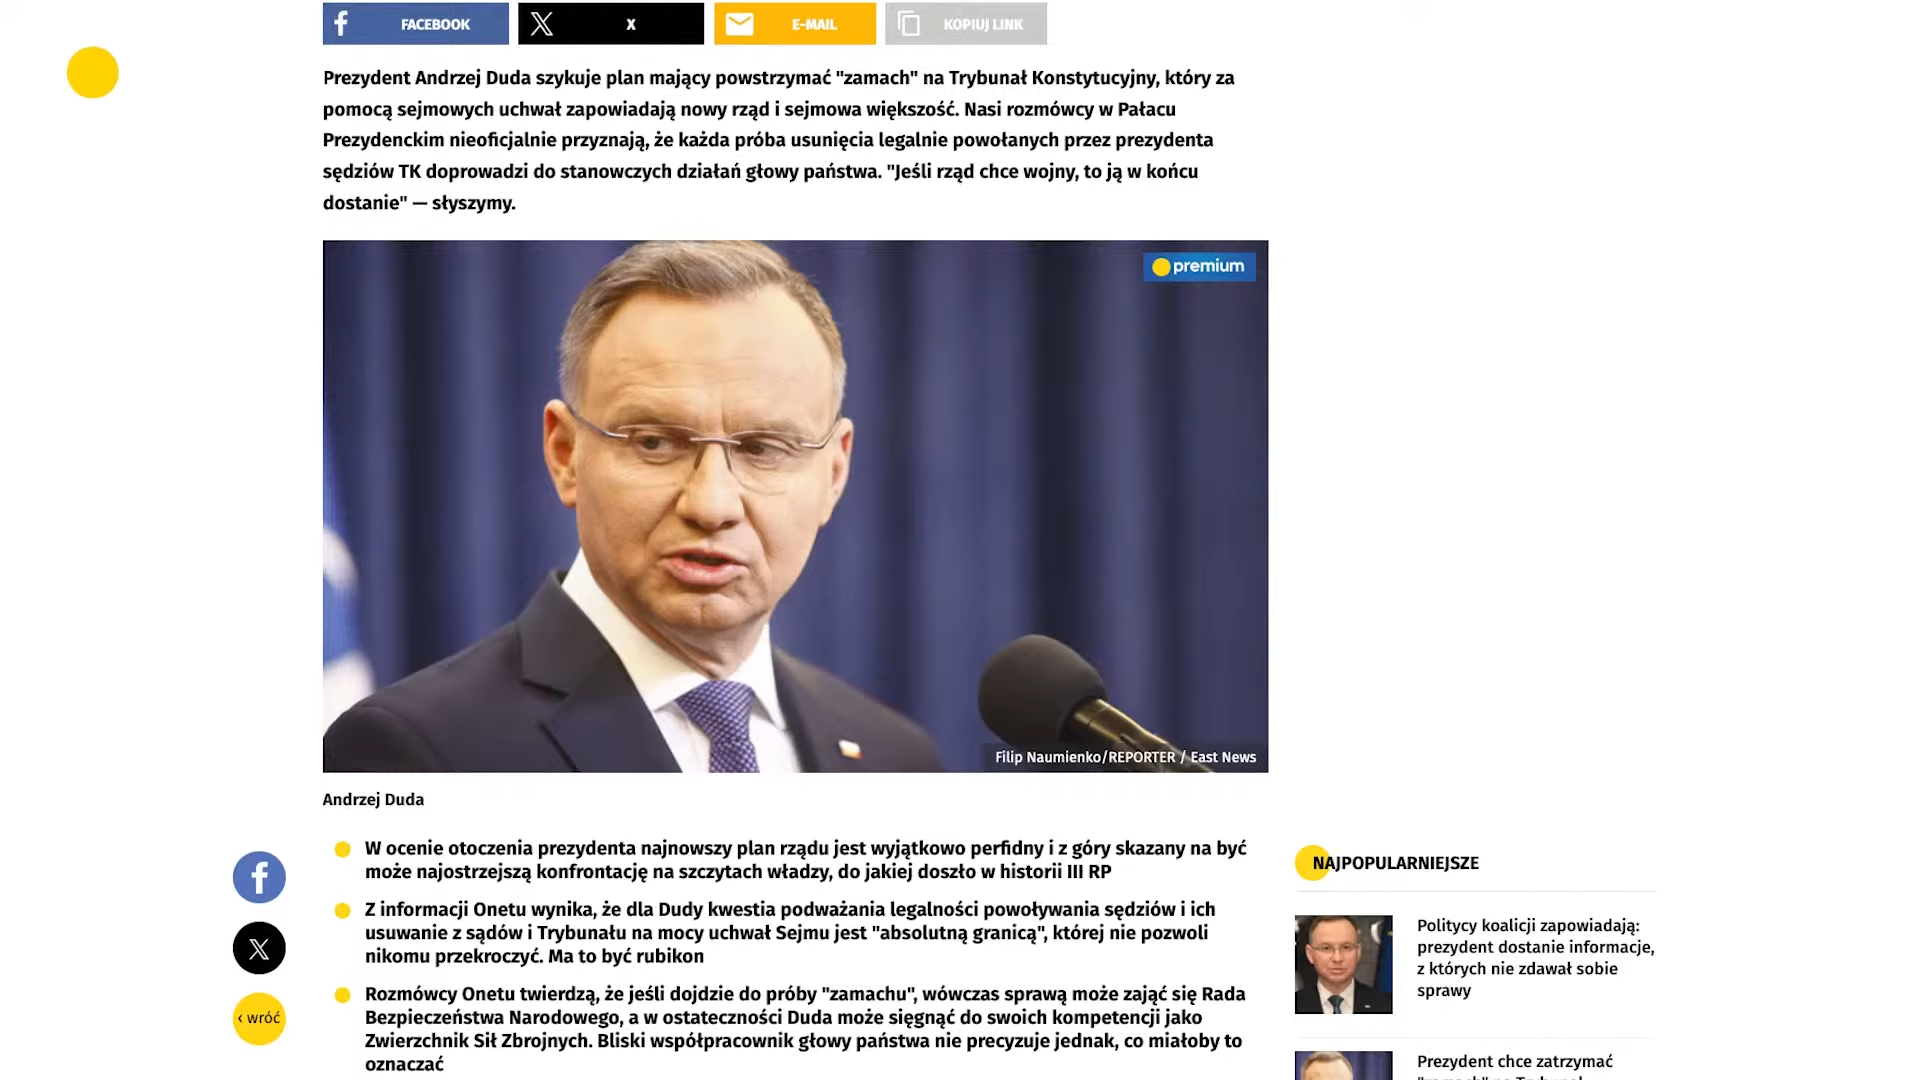 FACEBOOK
X
E-MAIL
KOPIUJ LINK
Prezydent Andrzej Duda szykuje plan mający powstrzymać "zamach" na Trybunał Konstytucyjny, który za
pomocą sejmowych uchwał zapowiadają nowy rząd i sejmowa większość. Nasi rozmówcy w Pałacu
Prezydenckim nieoficjalnie przyznają, że każda próba usunięcia legalnie powołanych przez prezydenta
sędziów TK doprowadzi do stanowczych działań głowy państwa. "Jeśli rząd chce wojny, to ją w końcu
dostanie" — słyszymy.
premium
Filip Naumienko/REPORTER / East News
Andrzej Duda
W ocenie otoczenia prezydenta najnowszy plan rządu jest wyjątkowo perfidny i z góry skazany na być
może najostrzejszą konfrontację na szczytach władzy, do jakiej doszło w historii III RP
Z informacji Onetu wynika, że dla Dudy kwestia podważania legalności powoływania sędziów i ich
usuwanie z sądów i Trybunału na mocy uchwał Sejmu jest "absolutną granicą", której nie pozwoli
nikomu przekroczyć. Ma to być rubikon
Rozmówcy Onetu twierdzą, że jeśli dojdzie do próby "zamachu", wówczas sprawą może zająć się Rada
Bezpieczeństwa Narodowego, a w ostateczności Duda może sięgnąć do swoich kompetencji jako
Zwierzchnik Sił Zbrojnych. Bliski współpracownik głowy państwa nie precyzuje jednak, co miałoby to
oznaczać
‹ wróć
NAJPOPULARNIEJSZE
Politycy koalicji zapowiadają:
prezydent dostanie informacje,
z których nie zdawał sobie
sprawy
Prezydent chce zatrzymać
"zamach" na Trybunał